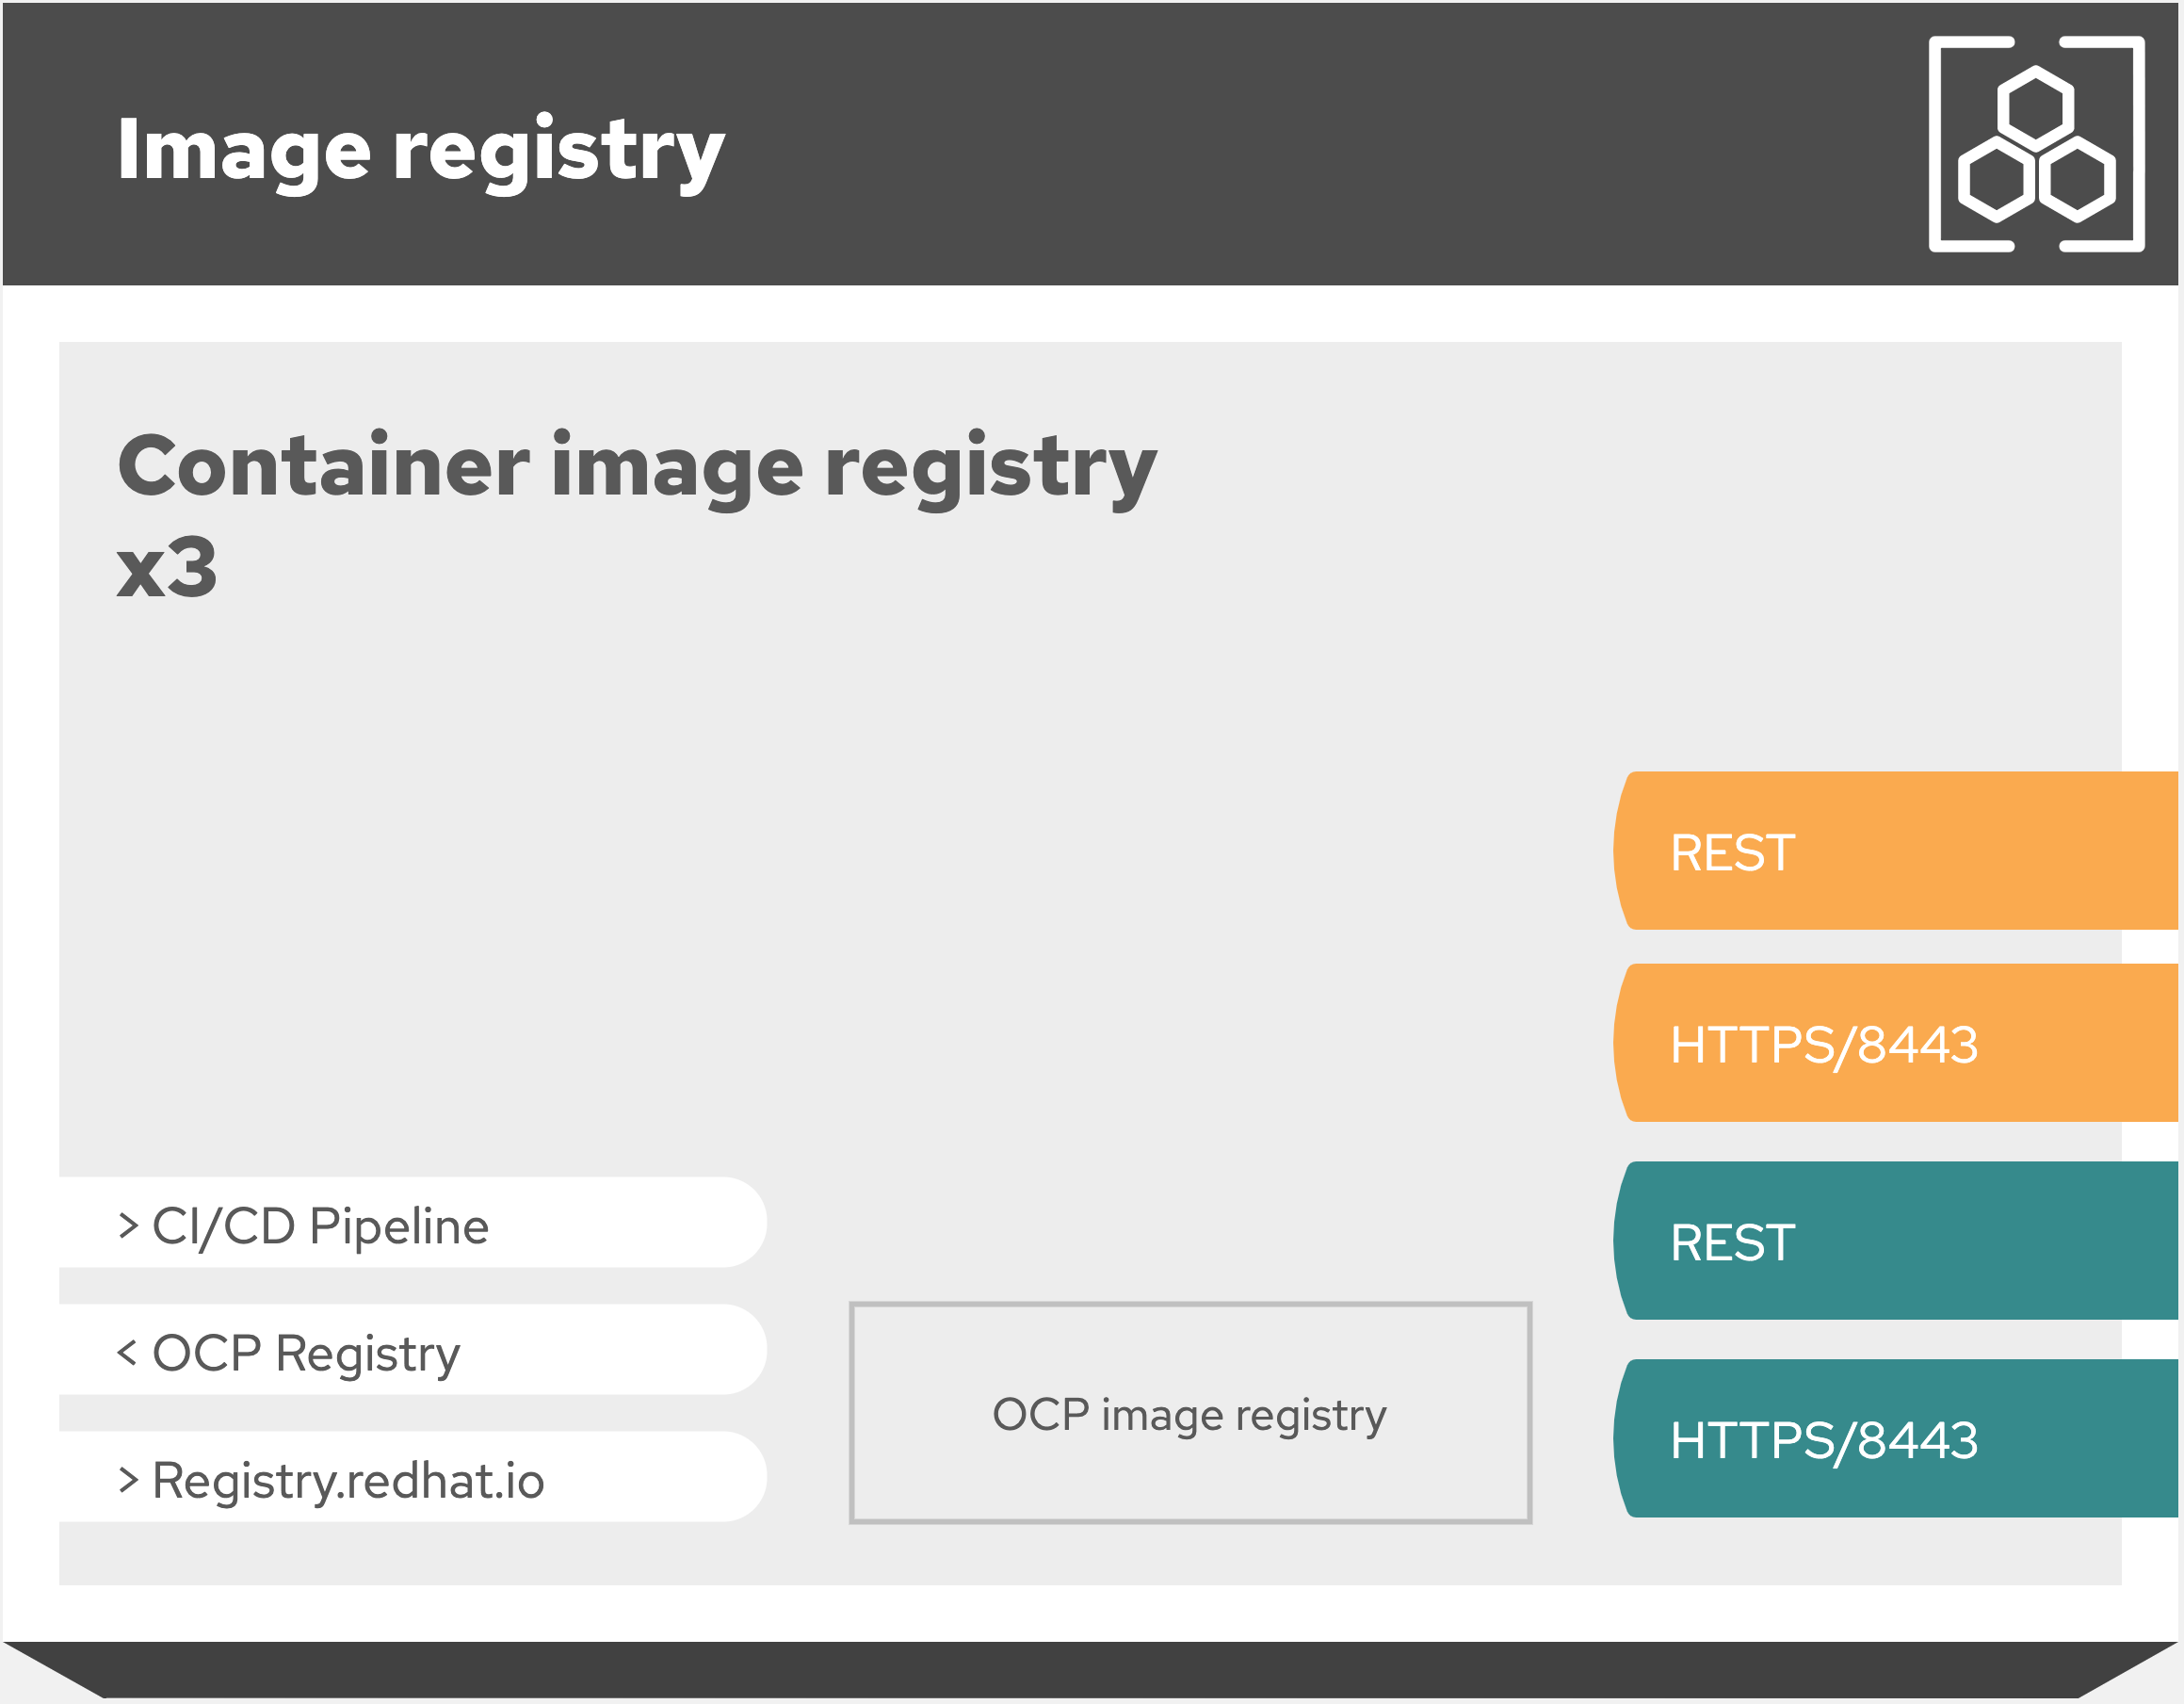 Image registry
Container image registry
x3
REST
HTTPS/8443
> CI/CD Pipeline
REST
< OCP Registry
OCP image registry
HTTPS/8443
> Registry.redhat.io